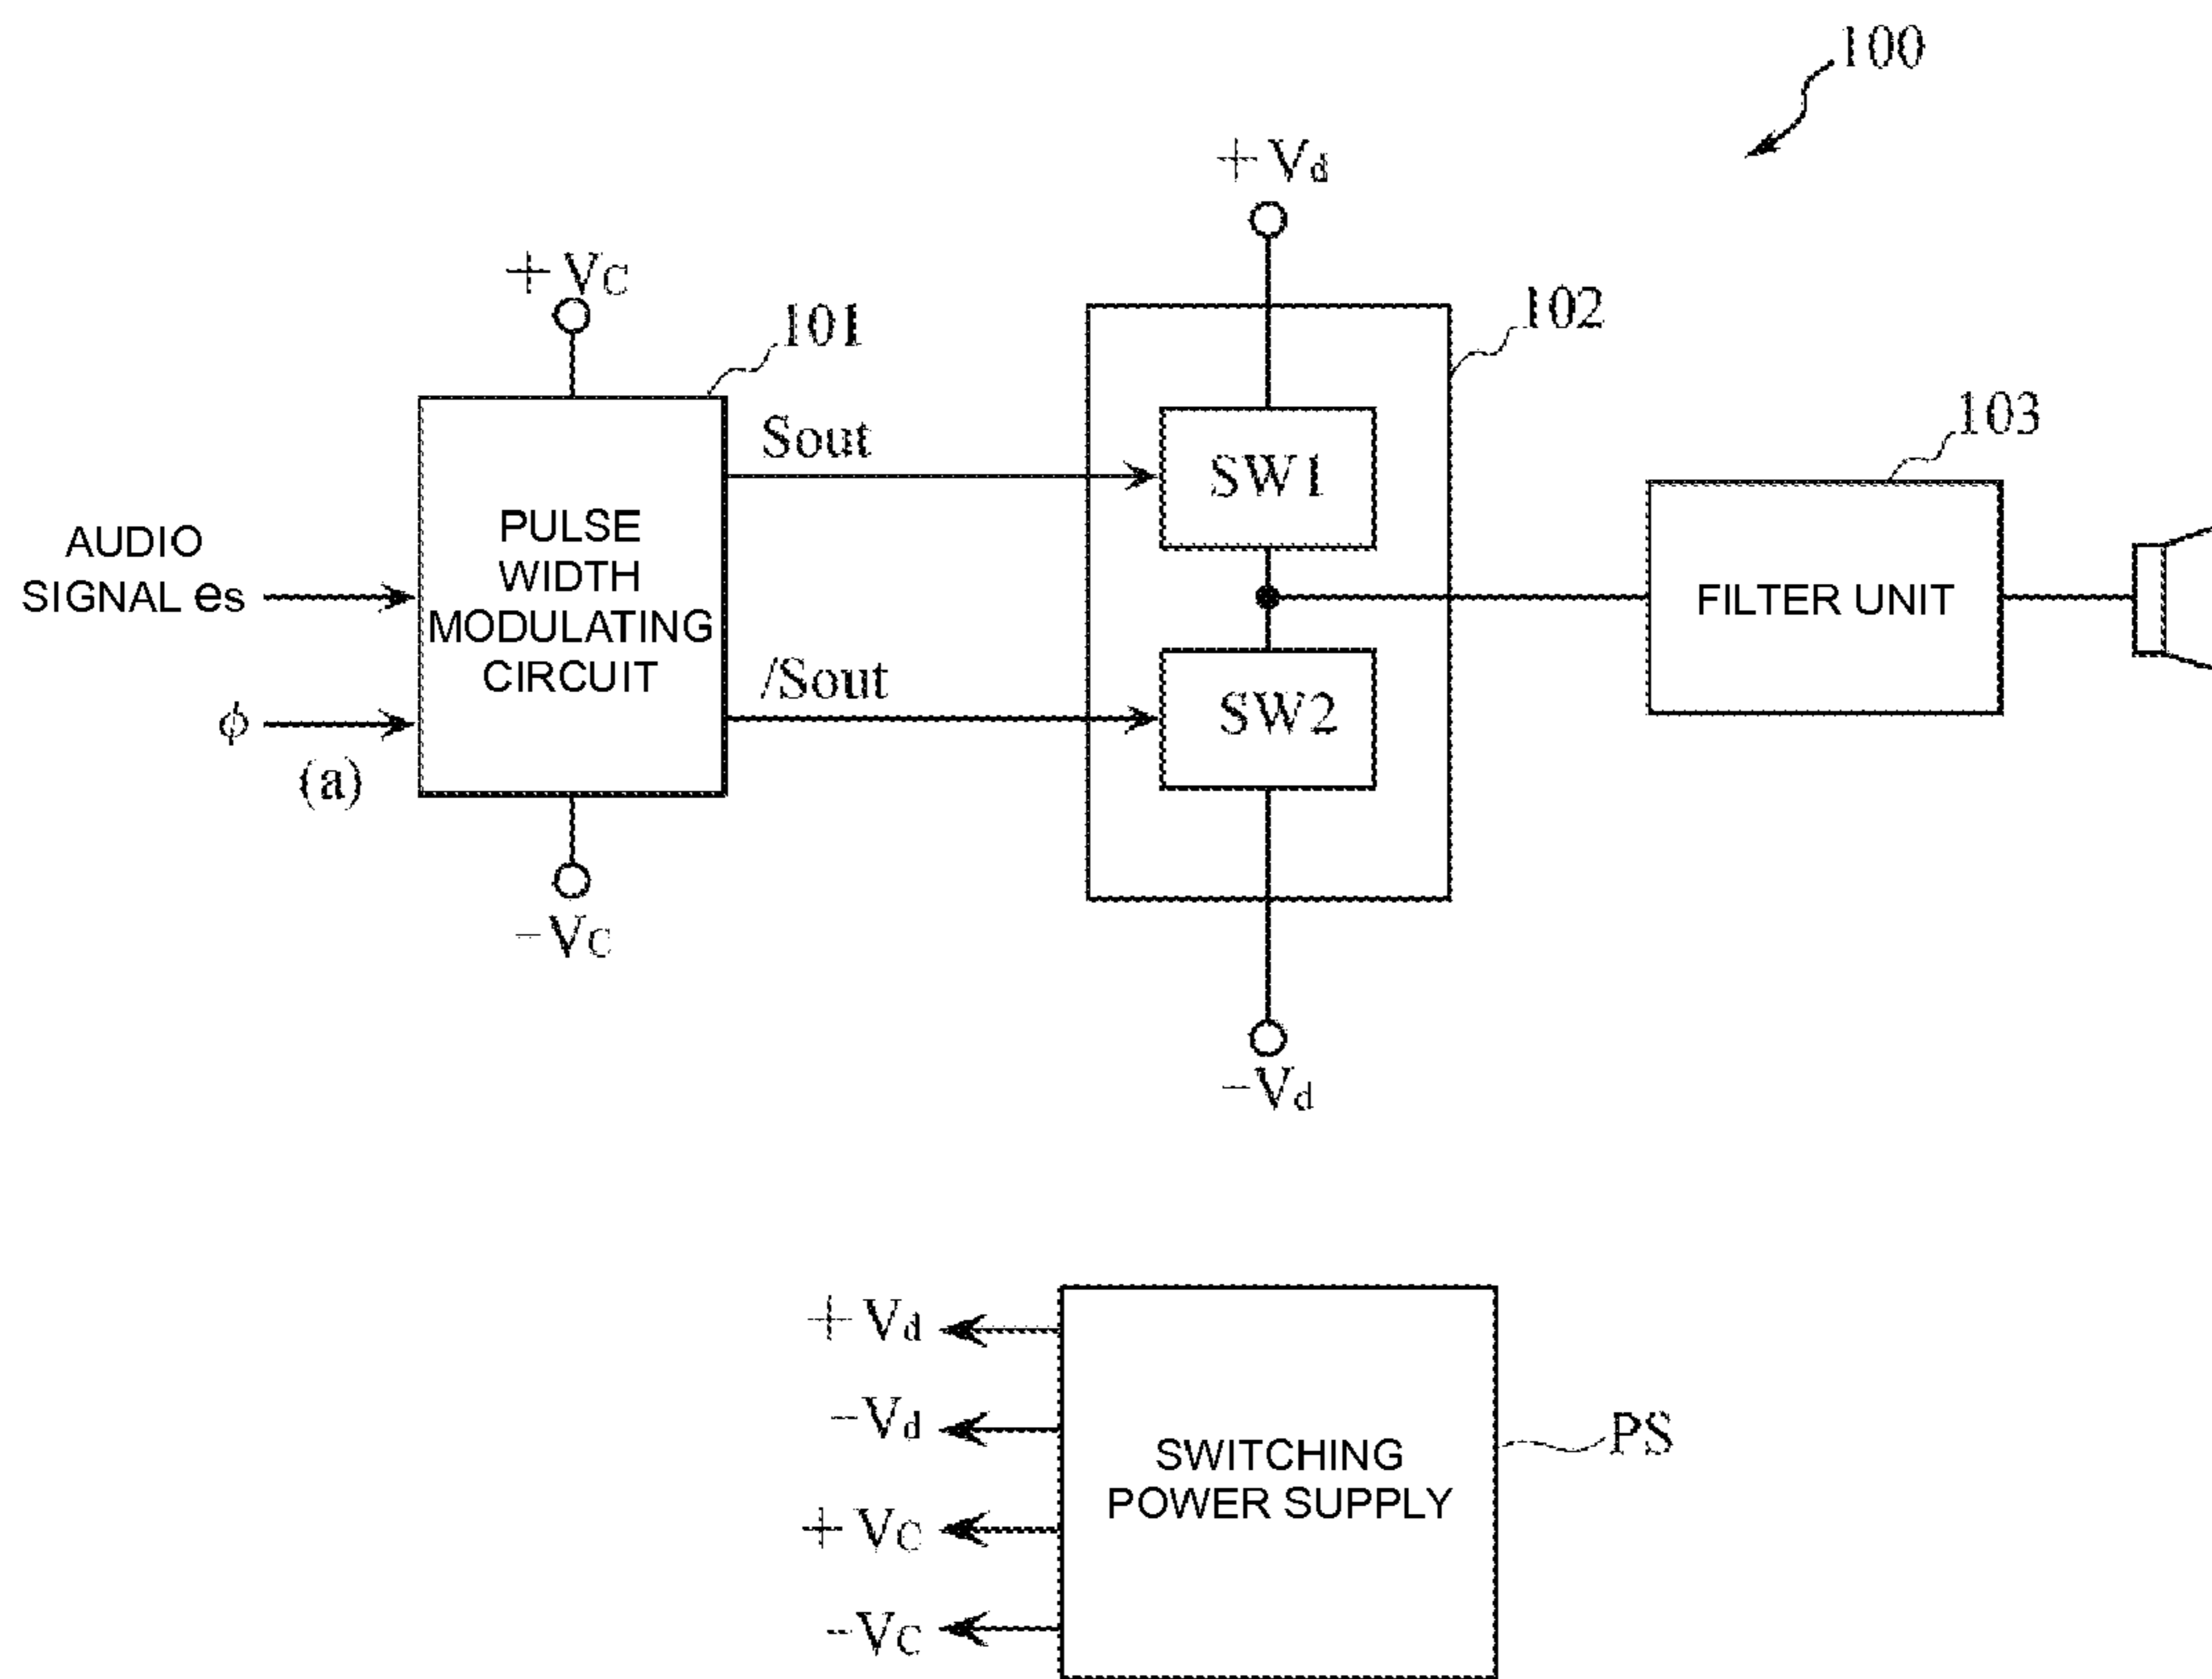 100
+Vd
+VC
101
102
Sout
SW1
103
AUDIO
SIGNAL es
PULSE
WIDTH
MODULATING
CIRCUIT
FILTER UNIT
/Sout
SW2
ϕ
(a)
−VC
−Vd
+Vd
−Vd
+VC
−VC
SWITCHING
POWER SUPPLY
PS